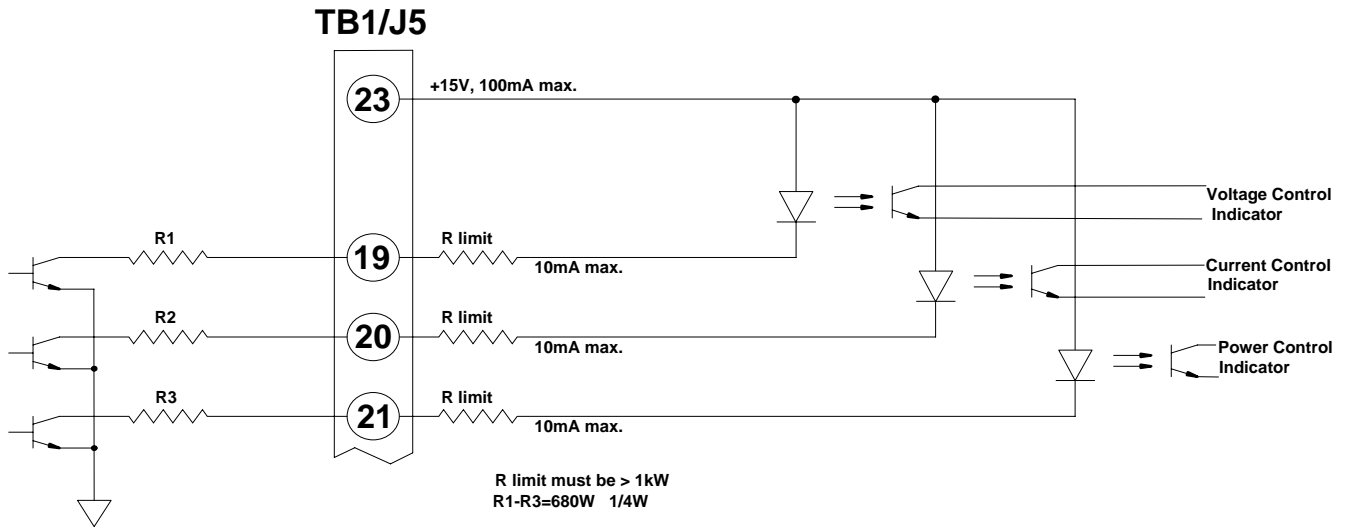 TB1/J5
23
+15V, 100mA max.
Voltage Control
Indicator
R1
19
R limit
10mA max.
Current Control
Indicator
R2
20
R limit
10mA max.
Power Control
Indicator
R3
21
R limit
10mA max.
R limit must be > 1kW
R1-R3=680W 1/4W